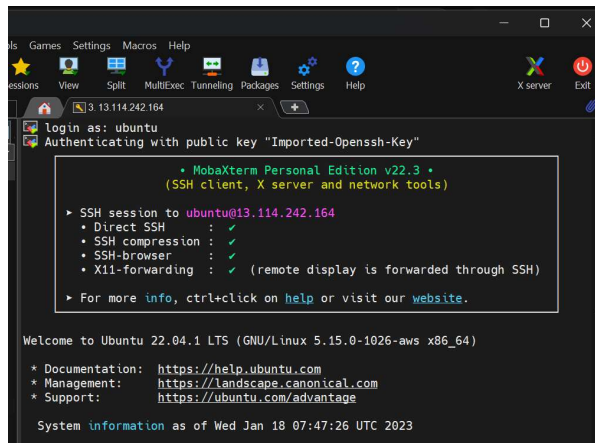 Games Settings Macros Help
View Split MultiExec Tunneling Packages Settings Help X server Exit
3. 13.114.242.164
login as: ubuntu
Authenticating with public key "Imported-Openssh-Key"
• MobaXterm Personal Edition v22.3 •
(SSH client, X server and network tools)
➤ SSH session to ubuntu@13.114.242.164
• Direct SSH : ✔
• SSH compression : ✔
• SSH-browser : ✔
• X11-forwarding : ✔ (remote display is forwarded through SSH)
➤ For more info, ctrl+click on help or visit our website.
Welcome to Ubuntu 22.04.1 LTS (GNU/Linux 5.15.0-1026-aws x86_64)
* Documentation: https://help.ubuntu.com
* Management: https://landscape.canonical.com
* Support: https://ubuntu.com/advantage
System information as of Wed Jan 18 07:47:26 UTC 2023